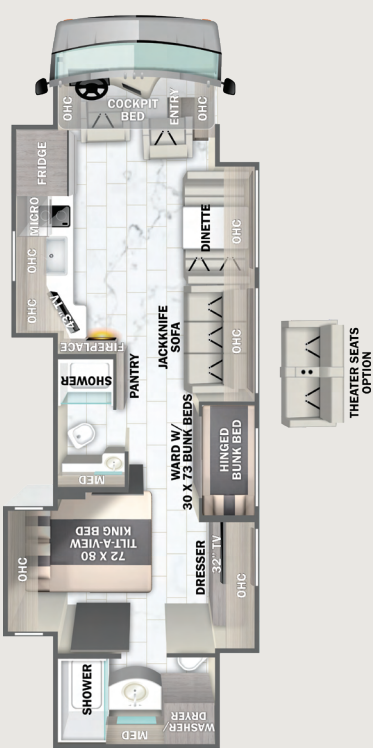 OHC
COCKPIT
BED
ENTRY
OHC
FRIDGE
MICRO
OHC
OHC
43" TV
FIREPLACE
DINETTE
OHC
JACKKNIFE
SOFA
OHC
THEATER SEATS
OPTION
SHOWER
PANTRY
MED
WARD W/
30 X 73 BUNK BEDS
HINGED
BUNK BED
OHC
72 X 80
TILT-A-VIEW
KING BED
DRESSER
32" TV
OHC
SHOWER
MED
WASHER/
DRYER